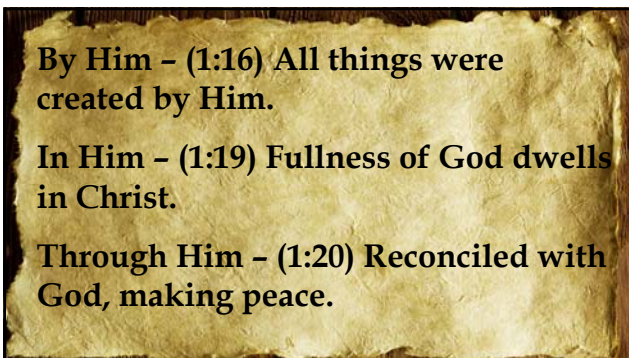 By Him – (1:16) All things were
created by Him.
In Him – (1:19) Fullness of God dwells
in Christ.
Through Him – (1:20) Reconciled with
God, making peace.